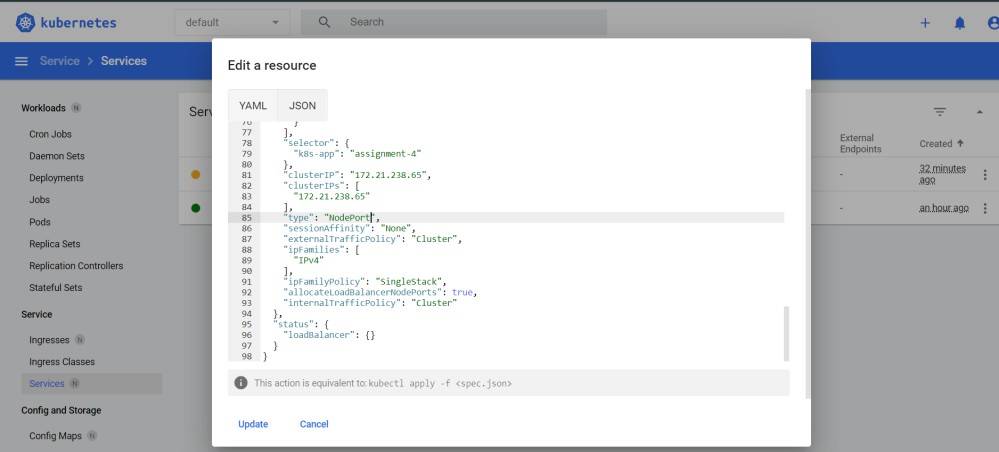 kubernetes
default
Search
Service > Services
Edit a resource
YAML JSON
Workloads N
Cron Jobs
Daemon Sets
Deployments
Jobs
Pods
Replica Sets
Replication Controllers
Stateful Sets
Service
Ingresses N
Ingress Classes
Services N
Config and Storage
Config Maps N
Serv
76 }
77 ],
78 "selector": {
79 "k8s-app": "assignment-4"
80 },
81 "clusterIP": "172.21.238.65",
82 "clusterIPs": [
83 "172.21.238.65"
84 ],
85 "type": "NodePort",
86 "sessionAffinity": "None",
87 "externalTrafficPolicy": "Cluster",
88 "ipFamilies": [
89 "IPv4"
90 ],
91 "ipFamilyPolicy": "SingleStack",
92 "allocateLoadBalancerNodePorts": true,
93 "internalTrafficPolicy": "Cluster"
94 },
95 "status": {
96 "loadBalancer": {}
97 }
98 }
This action is equivalent to: kubectl apply -f <spec.json>
Update Cancel
External
Endpoints
Created
-
32 minutes
ago
-
an hour ago